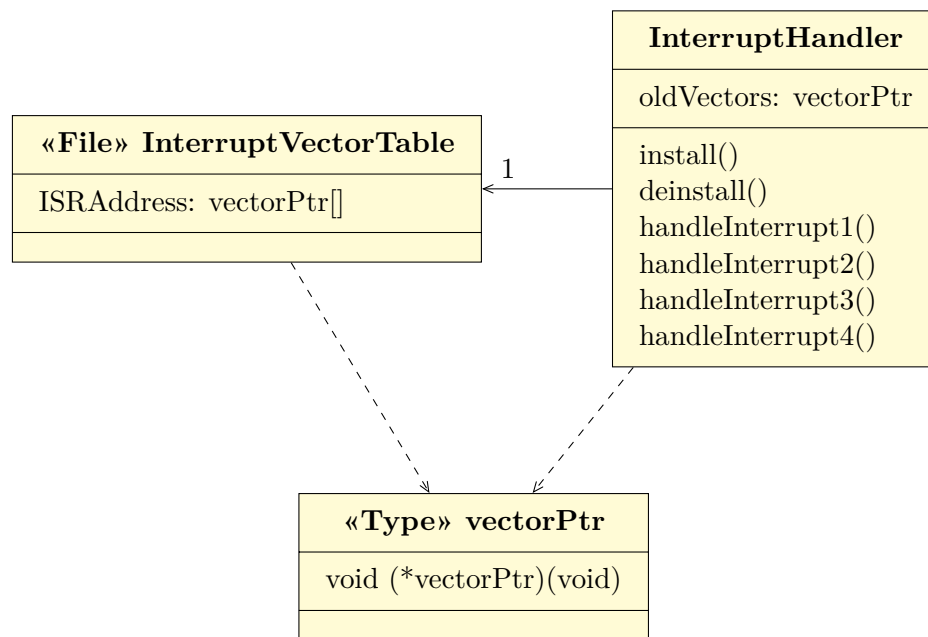 InterruptHandler
oldVectors: vectorPtr
install()
deinstall()
handleInterrupt1()
handleInterrupt2()
handleInterrupt3()
handleInterrupt4()
«File» InterruptVectorTable
ISRAddress: vectorPtr[]
1
«Type» vectorPtr
void (*vectorPtr)(void)